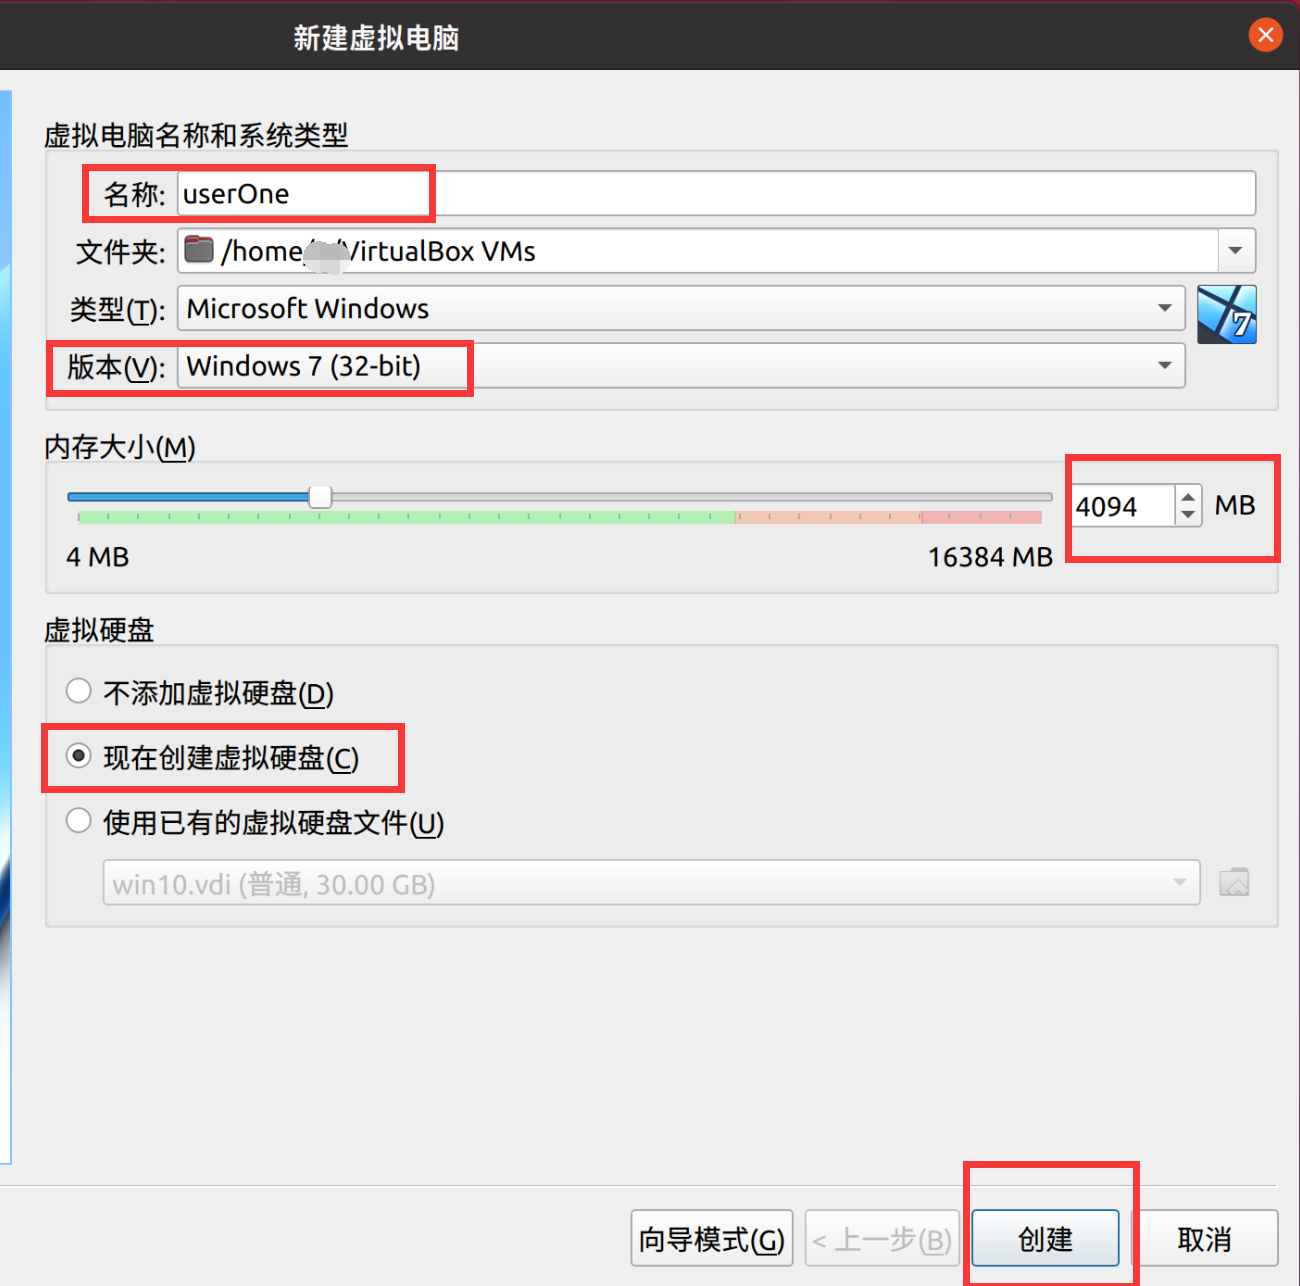 新建虚拟电脑
虚拟电脑名称和系统类型
名称: userOne
文件夹: /home/ VirtualBox VMs
类型(T): Microsoft Windows
7
版本(V): Windows 7 (32-bit)
内存大小(M)
4094 MB
4 MB 16384 MB
虚拟硬盘
不添加虚拟硬盘(D)
现在创建虚拟硬盘(C)
使用已有的虚拟硬盘文件(U)
win10.vdi (普通, 30.00 GB)
向导模式(G) < 上一步(B) 创建 取消